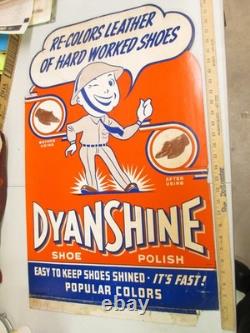 RE-COLORS LEATHER
OF HARD WORKED SHOES
BEFORE
USING
AFTER
USING
DYANSHINE
SHOE POLISH
EASY TO KEEP SHOES SHINED · IT'S FAST!
POPULAR COLORS